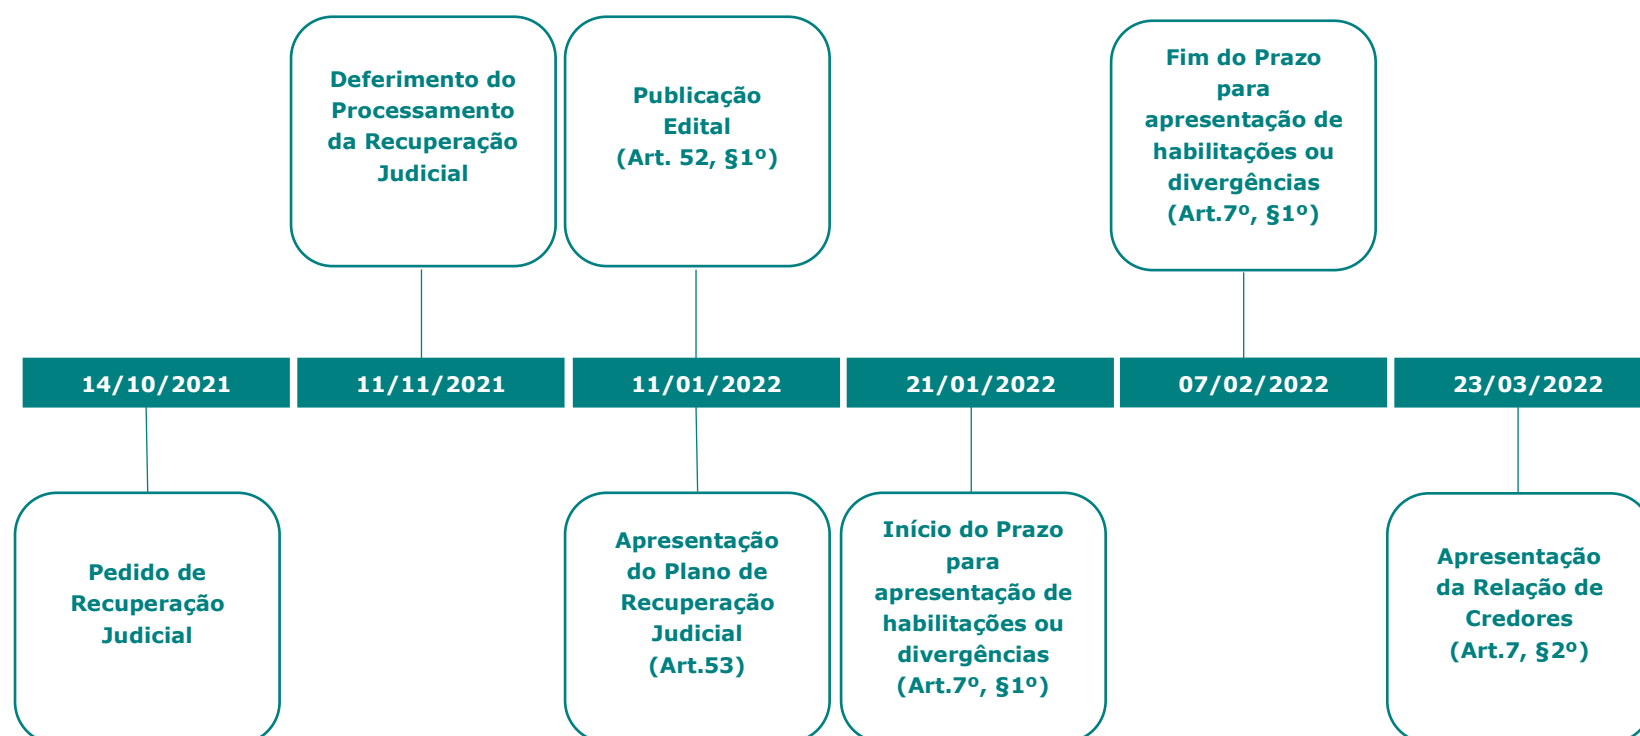 Deferimento do
Processamento
da Recuperação
Judicial
Publicação
Edital
(Art. 52, §1º)
Fim do Prazo
para
apresentação de
habilitações ou
divergências
(Art.7º, §1º)
14/10/2021
11/11/2021
11/01/2022
21/01/2022
07/02/2022
23/03/2022
Pedido de
Recuperação
Judicial
Apresentação
do Plano de
Recuperação
Judicial
(Art.53)
Início do Prazo
para
apresentação de
habilitações ou
divergências
(Art.7º, §1º)
Apresentação
da Relação de
Credores
(Art.7, §2º)